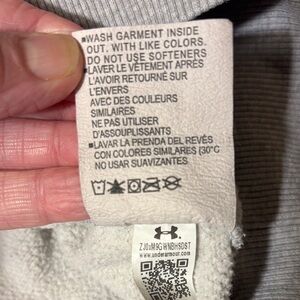 ▪WASH GARMENT INSIDE
OUT. WITH LIKE COLORS.
DO NOT USE SOFTENERS
▪LAVER LE VÊTEMENT APRÈS
L'AVOIR RETOURNÉ SUR
L'ENVERS
AVEC DES COULEURS
SIMILAIRES
NE PAS UTILISER
D'ASSOUPLISSANTS
▪LAVAR LA PRENDA DEL REVÉS
CON COLORES SIMILARES (30°C
NO USAR SUAVIZANTES.
www.underarmour.com